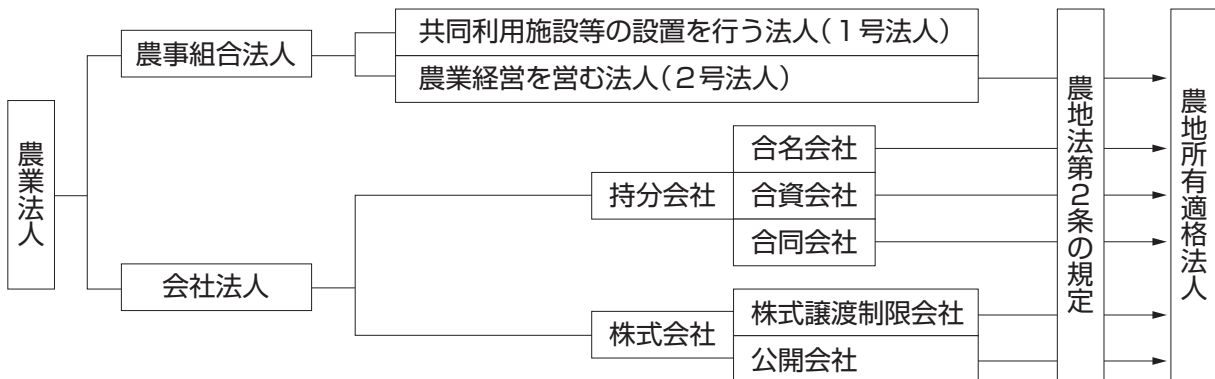 農業法人
農事組合法人
共同利用施設等の設置を行う法人（１号法人）
農業経営を営む法人（２号法人）
会社法人
持分会社
合名会社
合資会社
合同会社
株式会社
株式譲渡制限会社
公開会社
農地法第２条の規定
農地所有適格法人